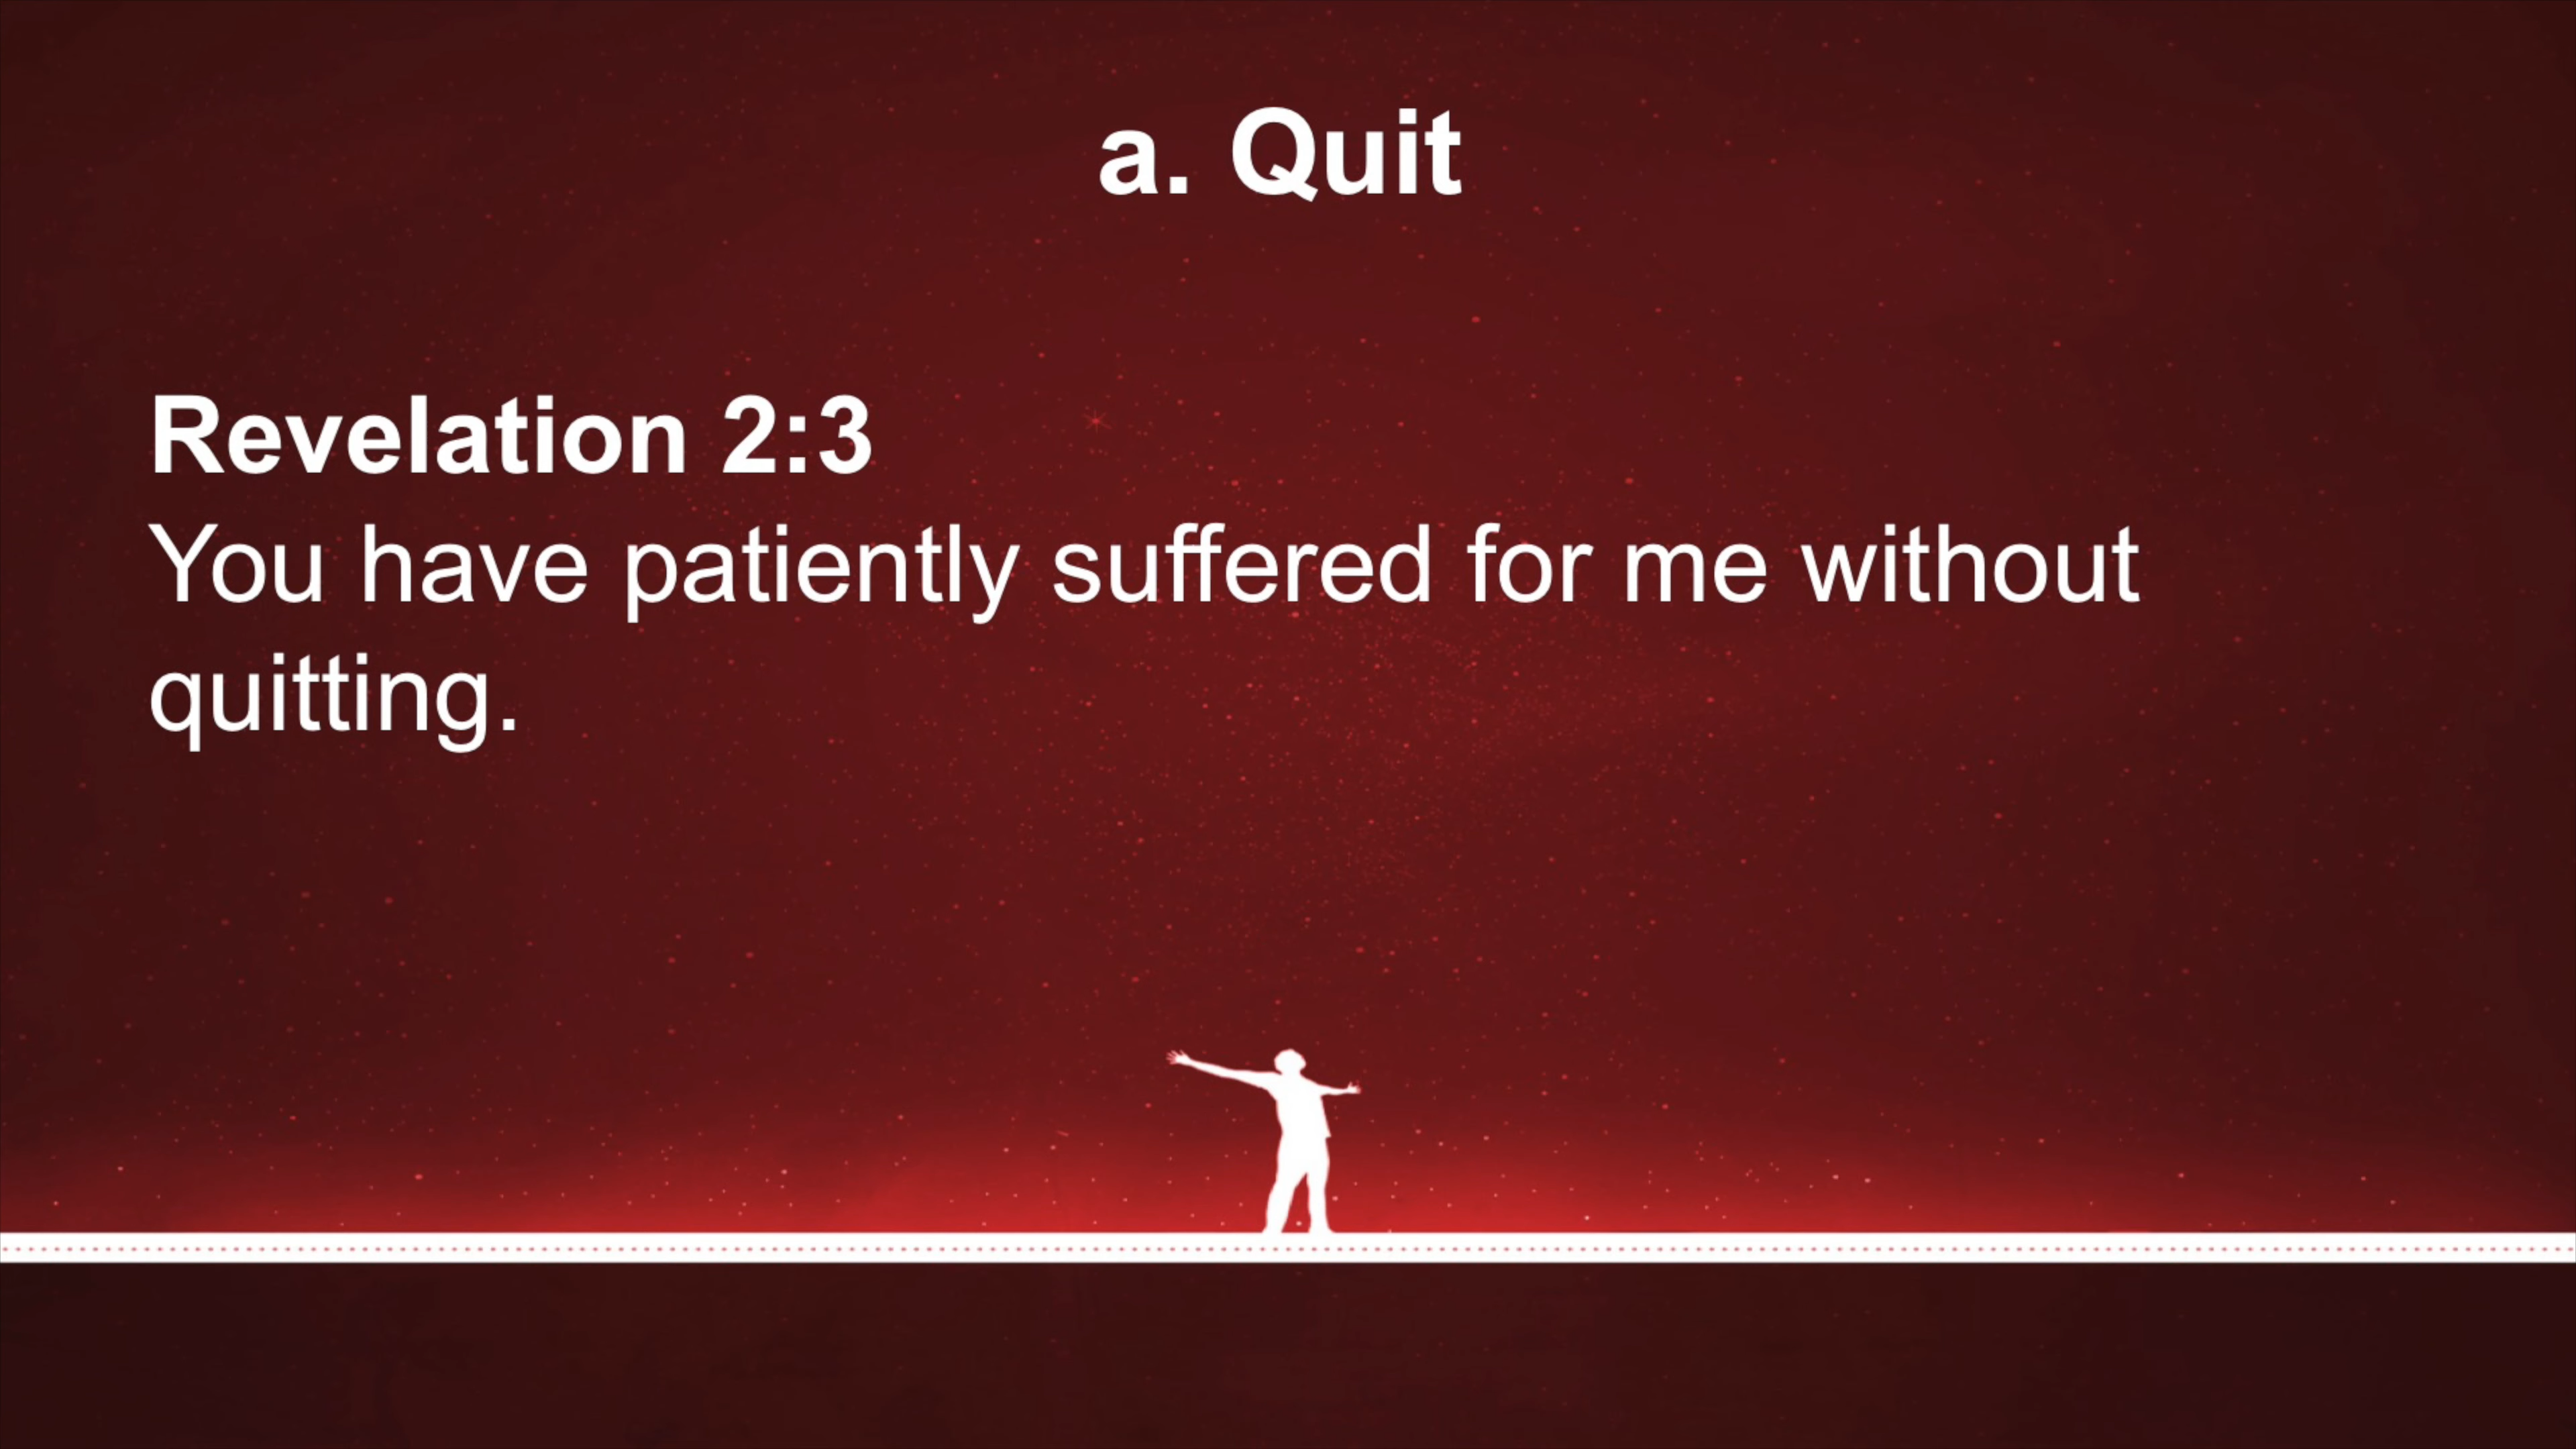 a. Quit
Revelation 2:3
You have patiently suffered for me without
quitting.